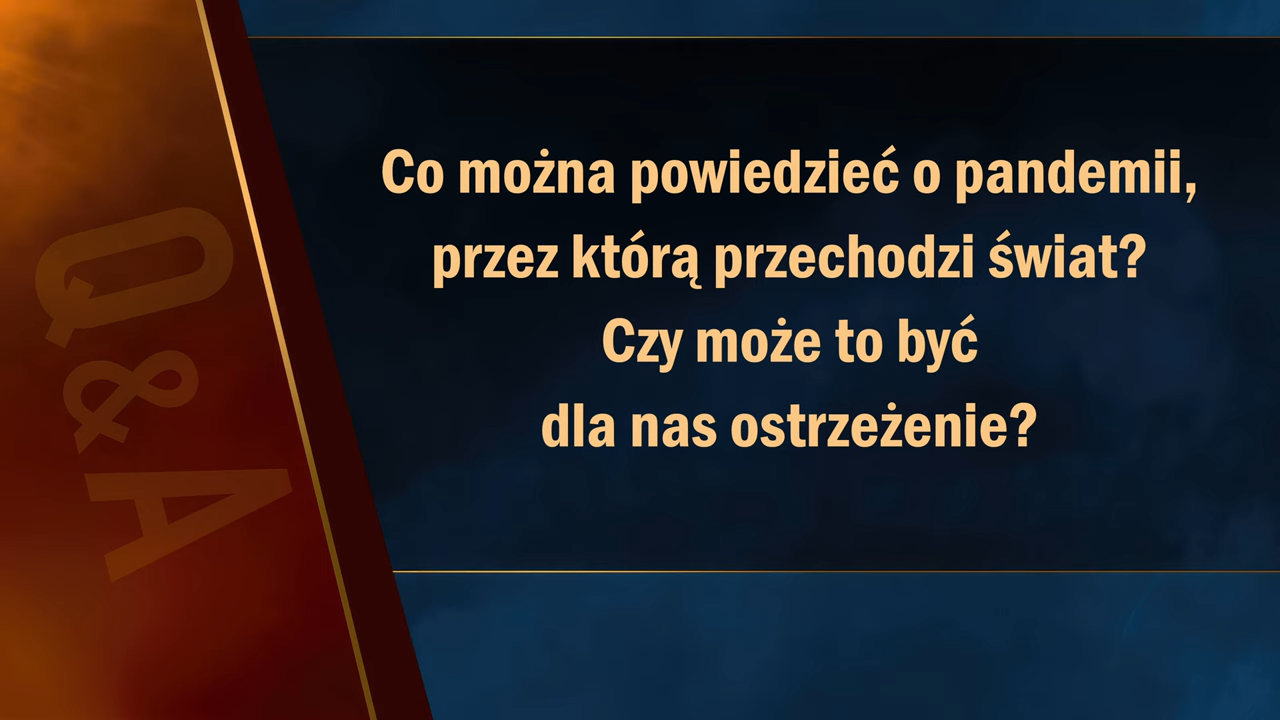 Co można powiedzieć o pandemii,
przez którą przechodzi świat?
Czy może to być
dla nas ostrzeżenie?
Q&A